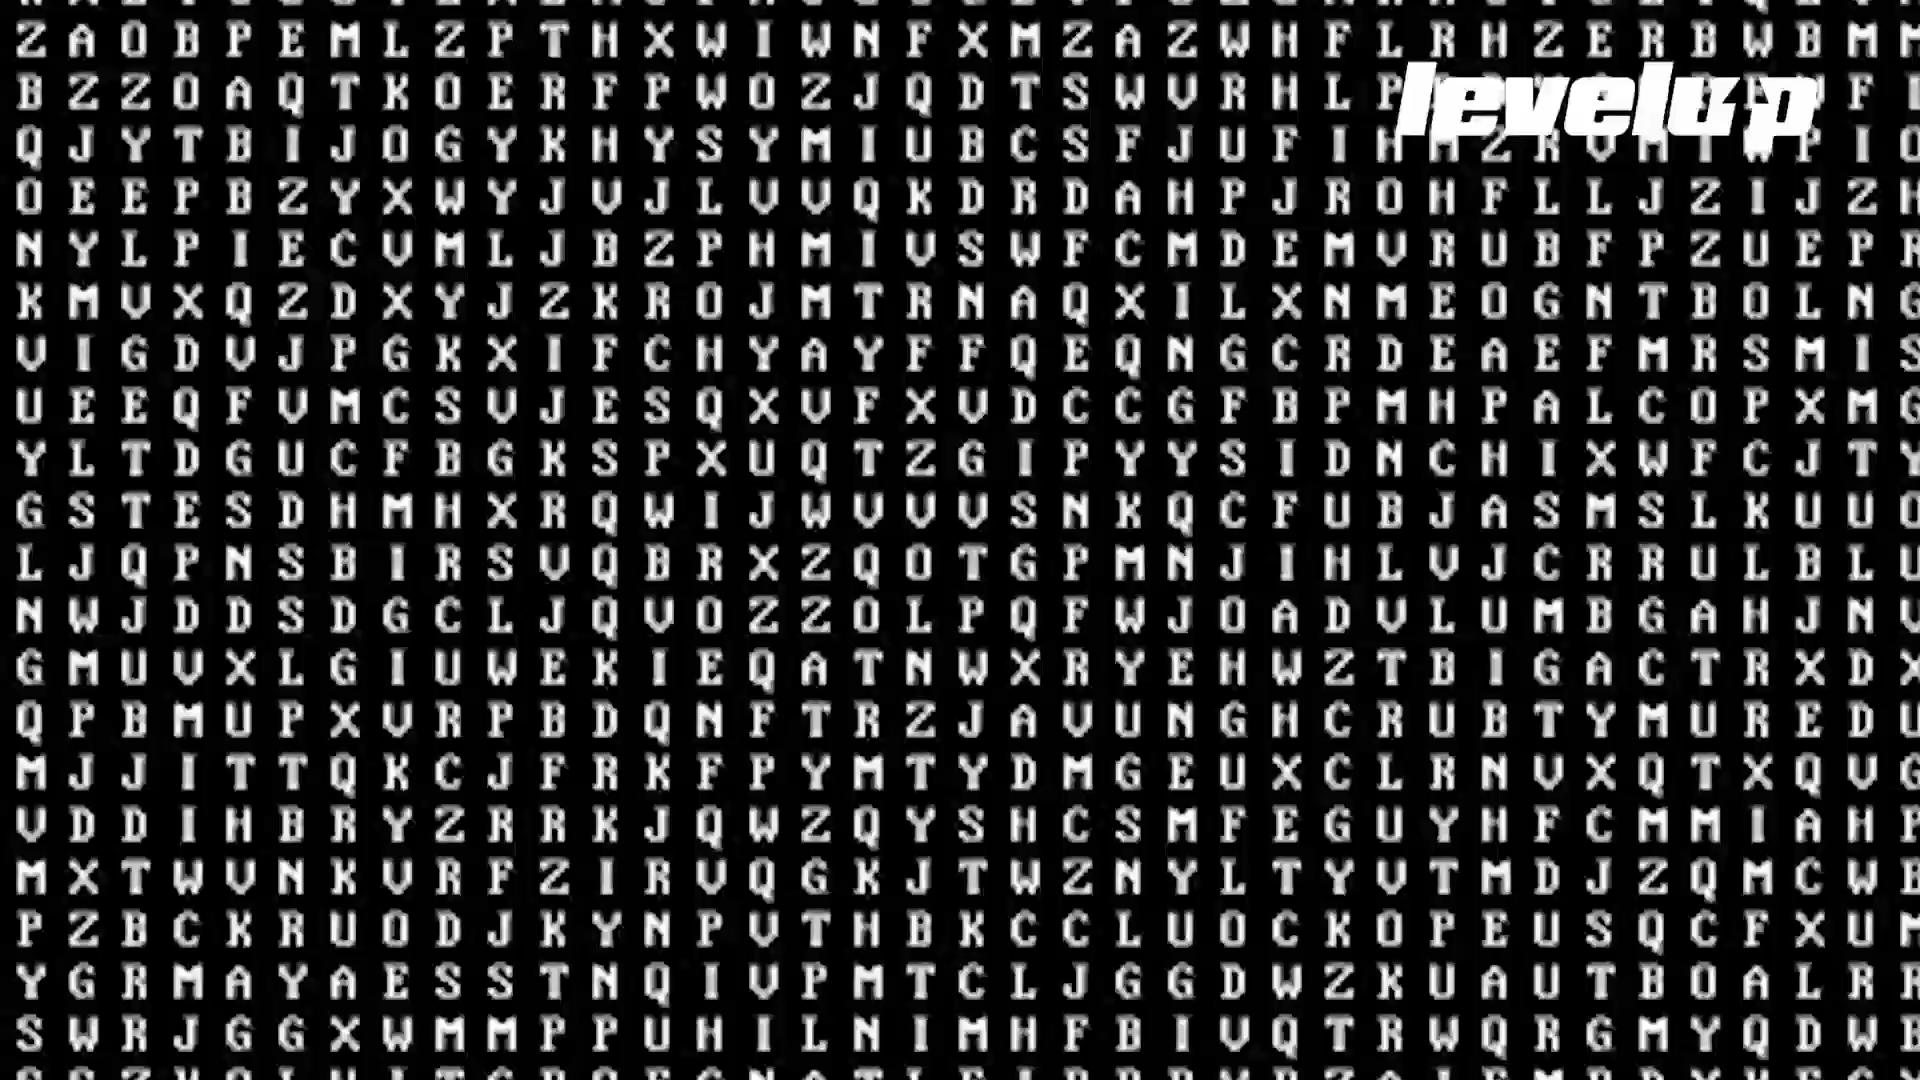 Z A O B P E M L Z P T H X W I W N F X M Z A Z W H F L R H Z E R B W B M M
B Z Z O A Q T K O E R F P W O Z J Q D T S W V R H L P F I
levelup
Q J Y T B I J O G Y K H Y S Y M I U B C S F J U F I H M Z R V M I W P I O
O E E P B Z Y X W Y J V J L V V Q K D R D A H P J R O H F L L J Z I J Z H
N Y L P I E C V M L J B Z P H M I V S W F C M D E M V R U B F P Z U E P R
K M V X Q Z D X Y J Z K R O J M T R N A Q X I L X N M E O G N T B O L N G
V I G D V J P G K X I F C H Y A Y F F Q E Q N G C R D E A E F M R S M I S
U E E Q F V M C S V J E S Q X V F X V D C C G F B P M H P A L C O P X M G
Y L T D G U C F B G K S P X U Q T Z G I P Y Y S I D N C H I X W F C J T Y
G S T E S D H M H X R Q W I J W V V V S N K Q C F U B J A S M S L K U U O
L J Q P N S B I R S V Q B R X Z Q O T G P M N J I H L V J C R R U L B L U
N W J D D S D G C L J Q V O Z Z O L P Q F W J O A D V L U M B G A H J N V
G M U V X L G I U W E K I E Q A T N W X R Y E H W Z T B I G A C T R X D X
Q P B M U P X V R P B D Q N F T R Z J A V U N G H C R U B T Y M U R E D U
M J J I T T Q K C J F R K F P Y M T Y D M G E U X C L R N V X Q T X Q V G
V D D I H B R Y Z R R K J Q W Z Q Y S H C S M F E G U Y H F C M M I A H P
M X T W V N K V R F Z I R V Q G K J T W Z N Y L T Y V T M D J Z Q M C W B
P Z B C K R U O D J K Y N P V T H B K C C L U O C K O P E U S Q C F X U M
Y G R M A Y A E S S T N Q I V P M T C L J G G D W Z K U A U T B O A L R R
S W R J G G X W M M P P U H I L N I M H F B I V Q T R W Q R G M Y Q D W B